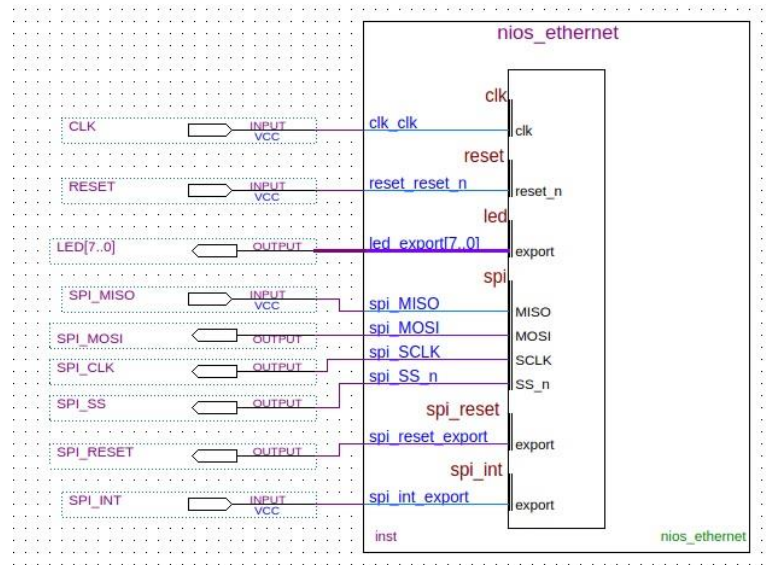 nios_ethernet
clk
CLK INPUT VCC clk_clk clk
reset
RESET INPUT VCC reset_reset_n reset_n
led
LED[7..0] OUTPUT led_export[7..0] export
spi
SPI_MISO INPUT VCC spi_MISO MISO
SPI_MOSI OUTPUT spi_MOSI MOSI
SPI_CLK OUTPUT spi_SCLK SCLK
SPI_SS OUTPUT spi_SS_n SS_n
spi_reset
SPI_RESET OUTPUT spi_reset_export export
spi_int
SPI_INT INPUT VCC spi_int_export export
inst nios_ethernet